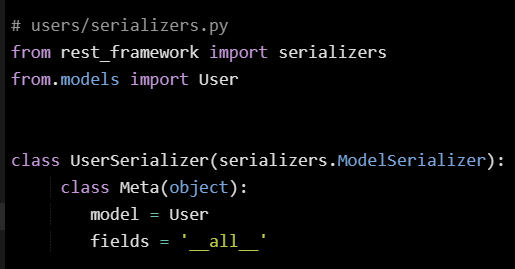 # users/serializers.py
from rest_framework import serializers
from.models import User
class UserSerializer(serializers.ModelSerializer):
class Meta(object):
model = User
fields = '__all__'